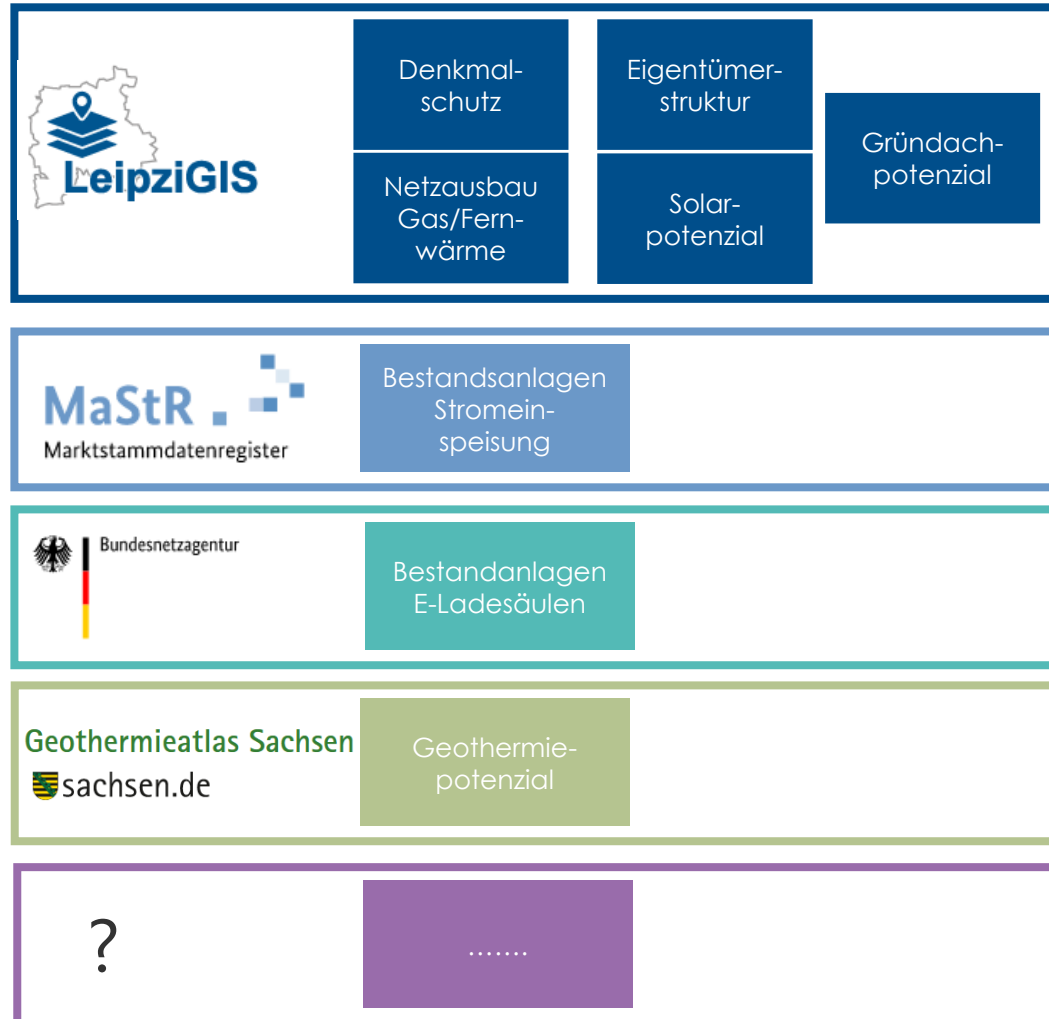 LeipziGIS
Denkmal-
schutz
Eigentümer-
struktur
Gründach-
potenzial
Netzausbau
Gas/Fern-
wärme
Solar-
potenzial
MaStR
Marktstammdatenregister
Bestandsanlagen
Stromein-
speisung
Bundesnetzagentur
Bestandanlagen
E-Ladesäulen
Geothermieatlas Sachsen
sachsen.de
Geothermie-
potenzial
?
.......